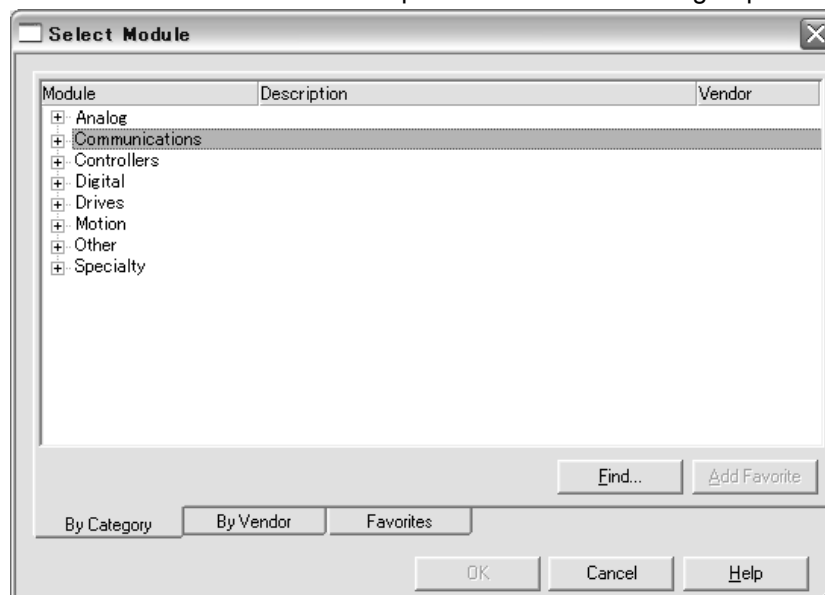 Select Module
Module Description Vendor
Analog
Communications
Controllers
Digital
Drives
Motion
Other
Specialty
Find... Add Favorite
By Category By Vendor Favorites
OK Cancel Help